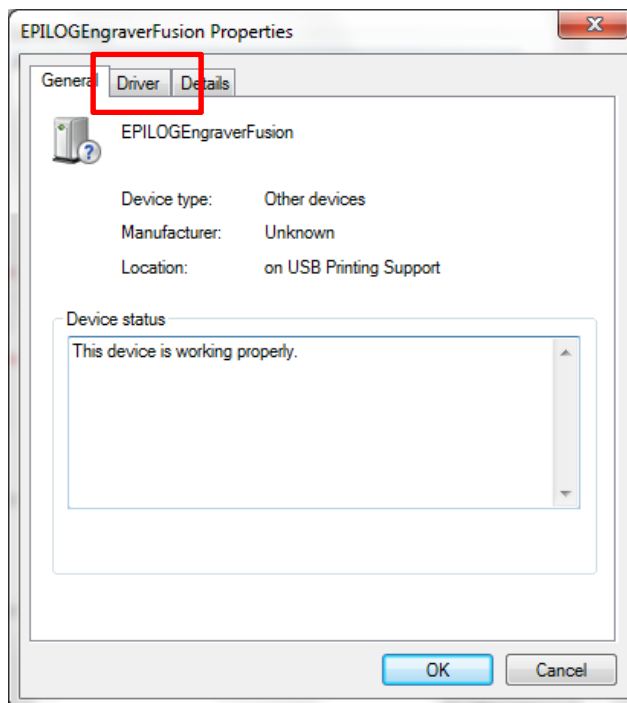 EPILOGEngraverFusion Properties
General Driver Details
EPILOGEngraverFusion
Device type: Other devices
Manufacturer: Unknown
Location: on USB Printing Support
Device status
This device is working properly.
OK Cancel